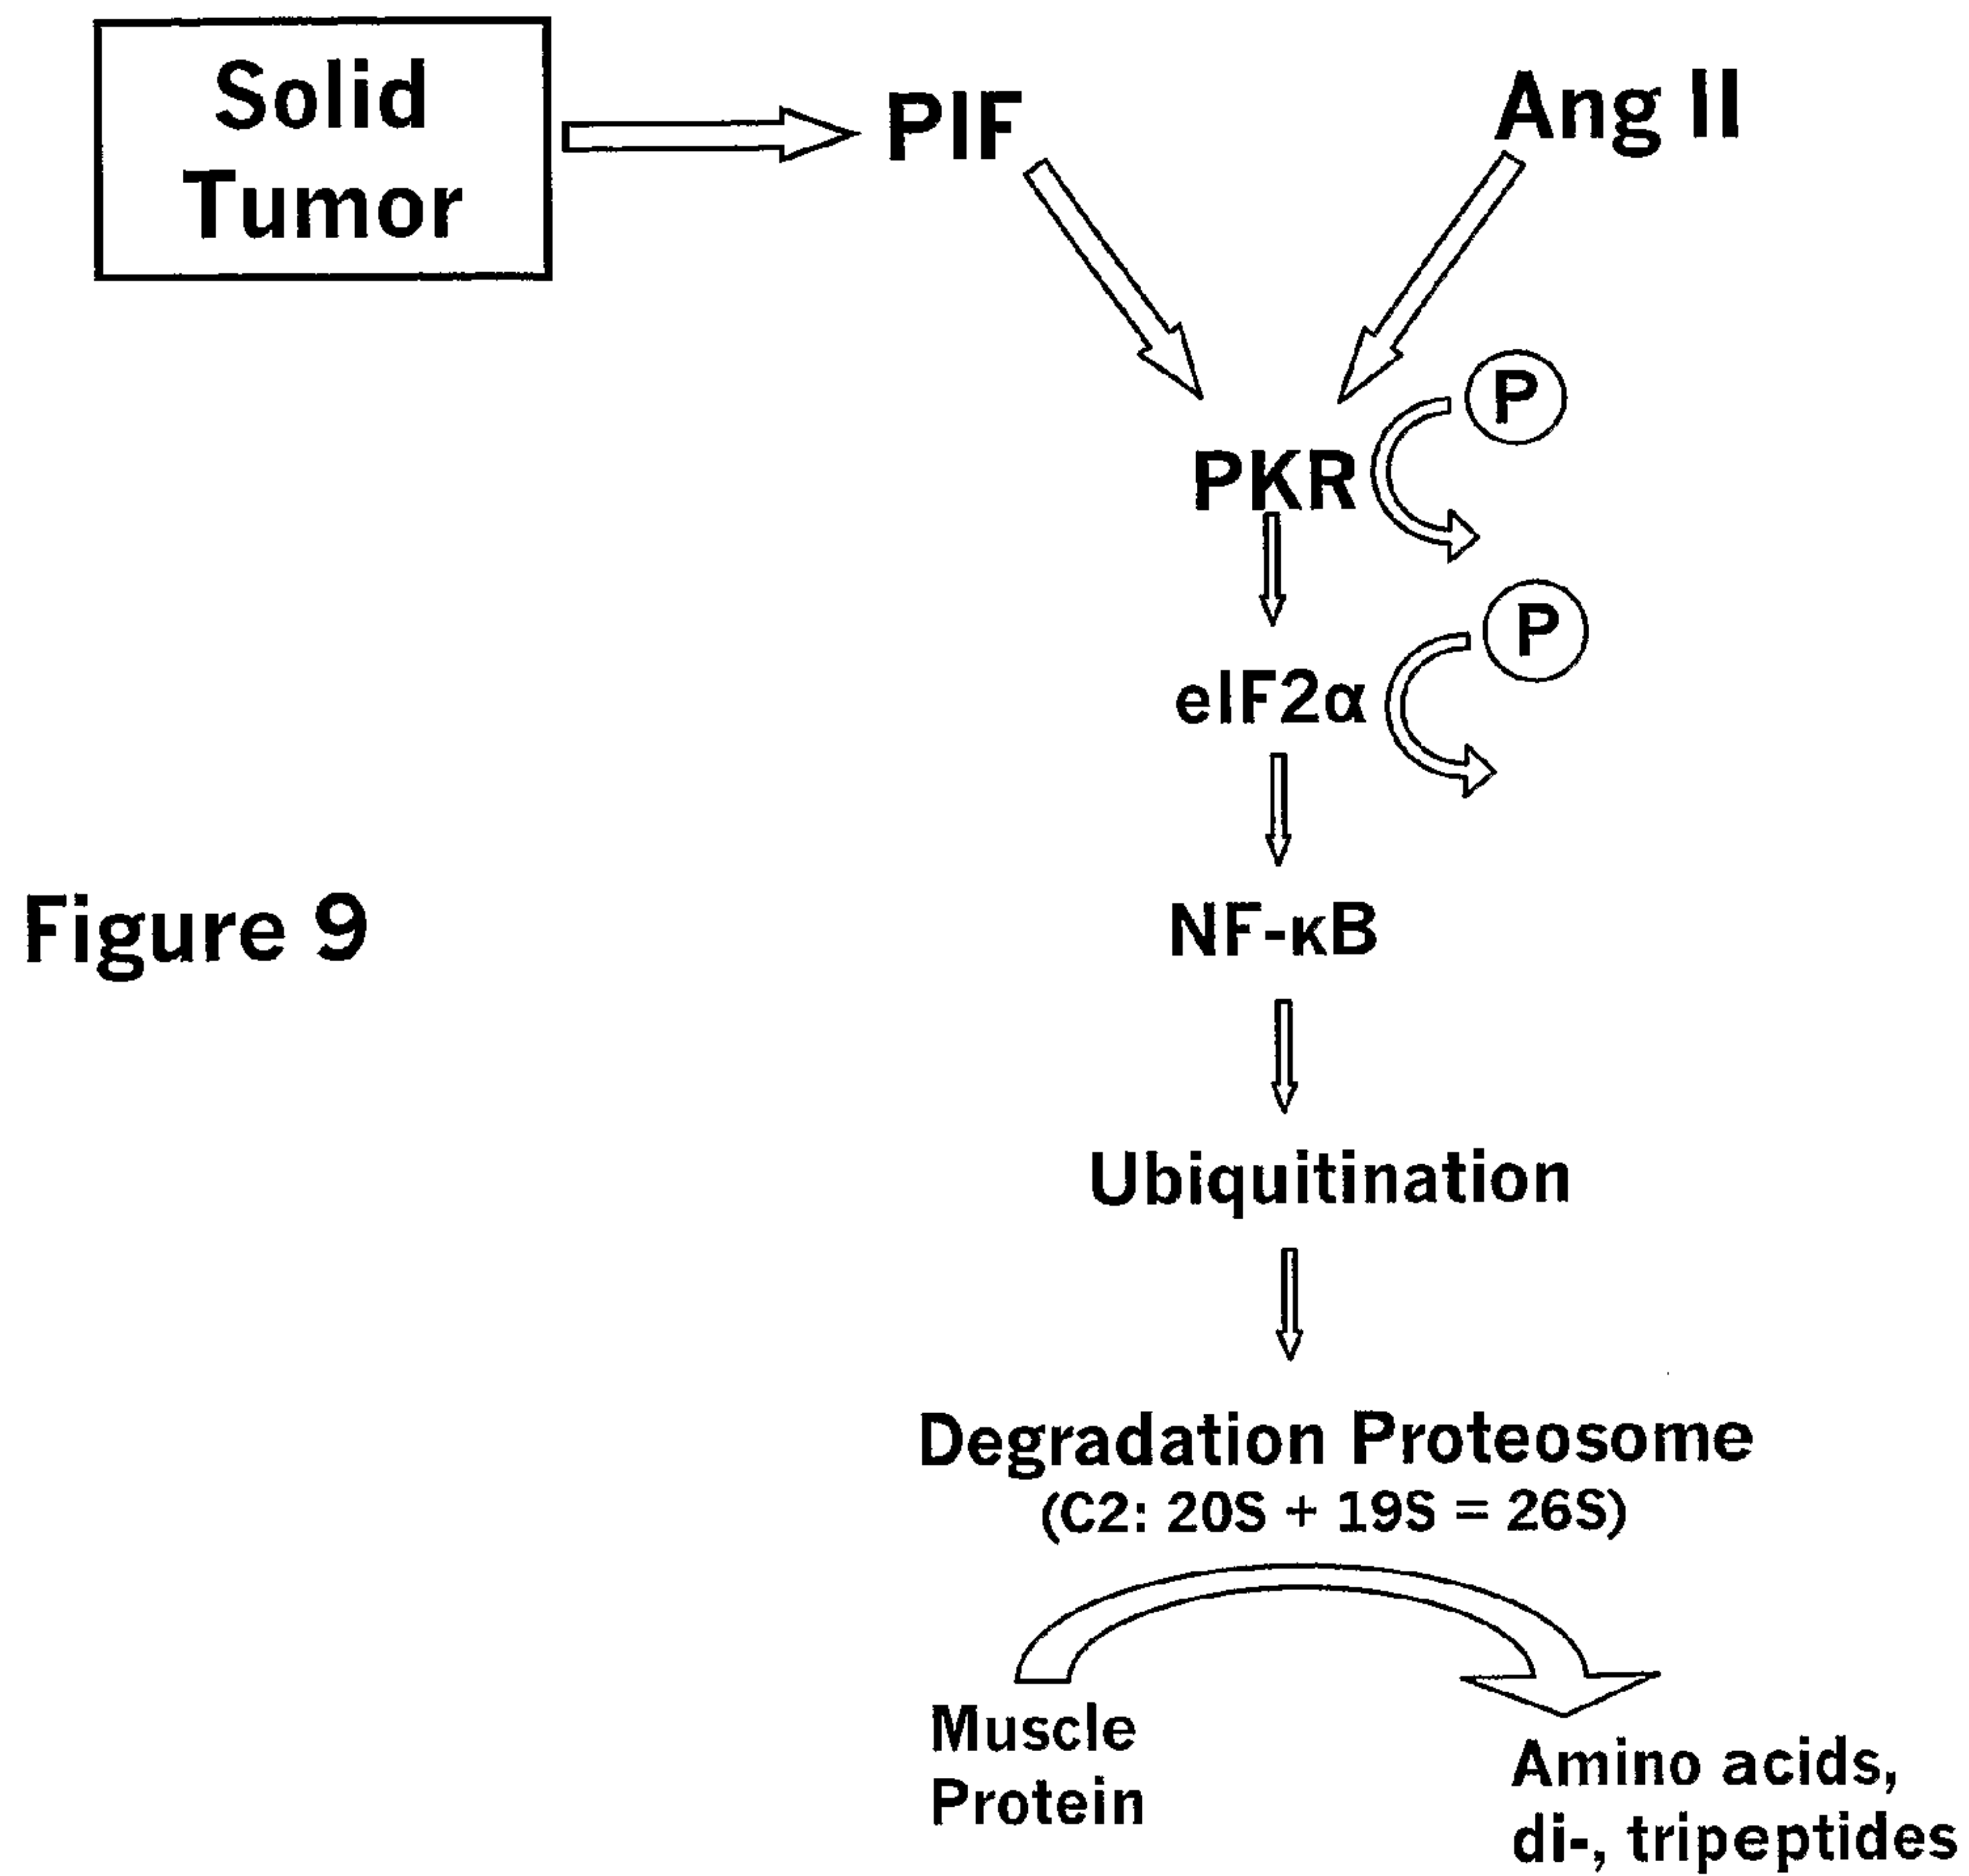 Solid
Tumor
PIF
Ang II
P
PKR
P
eIF2α
NF-κB
Figure 9
Ubiquitination
Degradation Proteosome
(C2: 20S + 19S = 26S)
Muscle
Protein
Amino acids,
di-, tripeptides